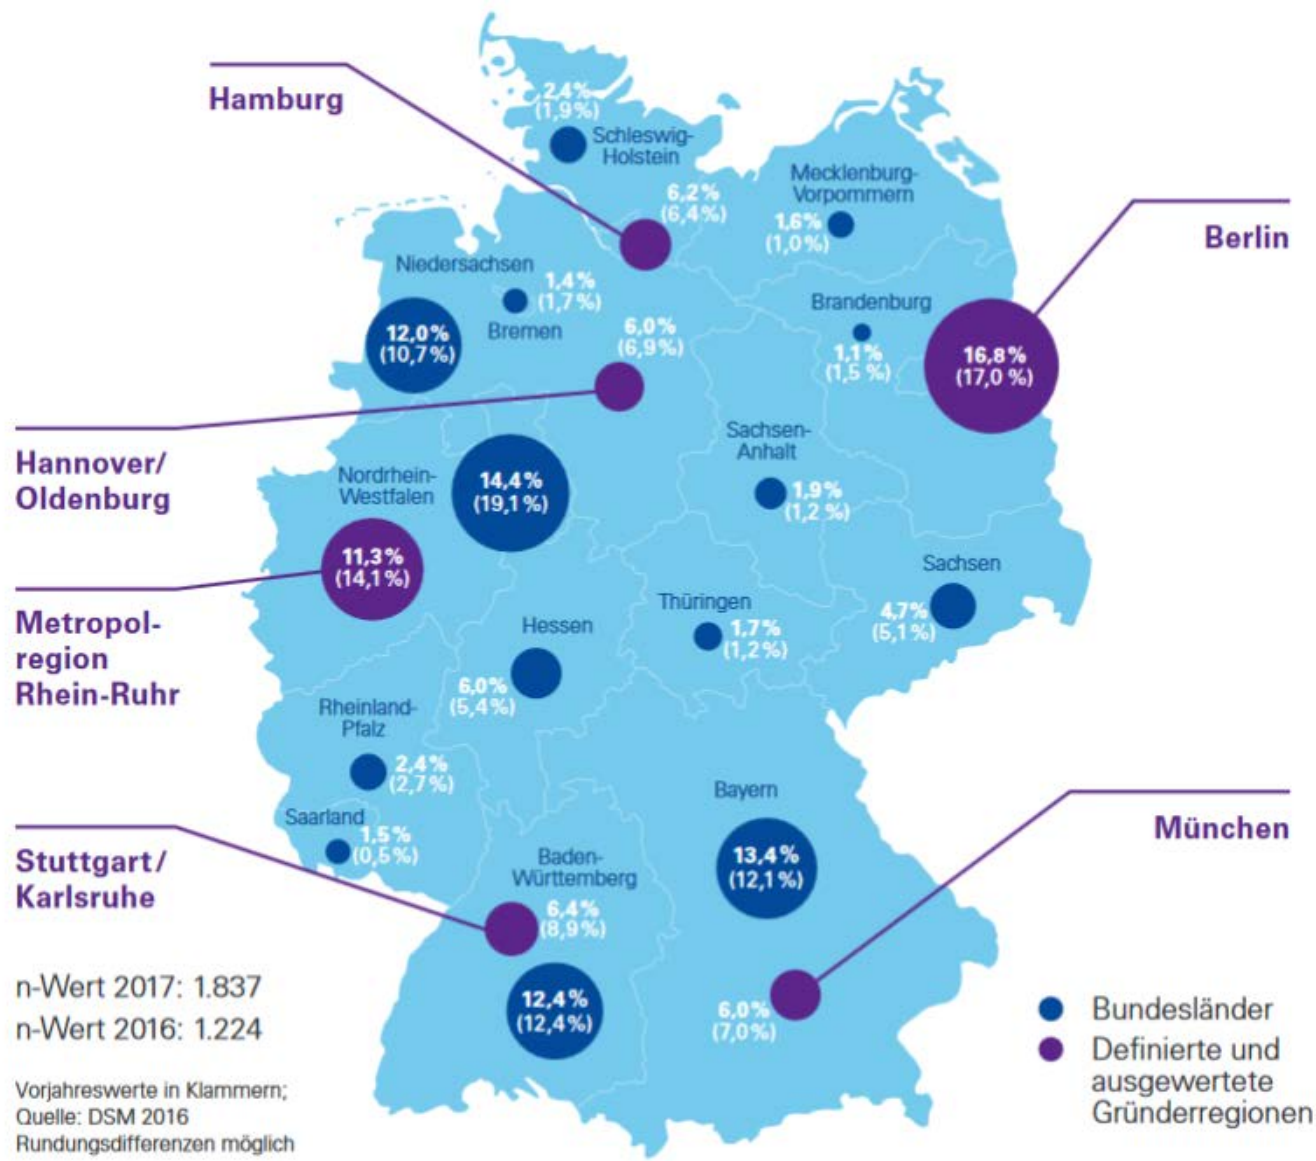 Hamburg
2,4%
(1,9%)
Schleswig-
Holstein
6,2%
(6,4%)
Mecklenburg-
Vorpommern
1,6%
(1,0%)
Berlin
Niedersachsen
1,4%
(1,7%)
Bremen
12,0%
(10,7%)
6,0%
(6,9%)
Brandenburg
1,1%
(1,5 %)
16,8%
(17,0 %)
Hannover/
Oldenburg
Nordrhein-
Westfalen
14,4%
(19,1%)
Sachsen-
Anhalt
1,9%
(1,2 %)
11,3%
(14,1%)
Sachsen
4,7%
(5,1%)
Metropol-
region
Rhein-Ruhr
Hessen
6,0%
(5,4%)
Thüringen
1,7%
(1,2%)
Rheinland-
Pfalz
2,4%
(2,7%)
Saarland
1,5%
(0,5%)
Bayern
13,4%
(12,1%)
München
Stuttgart/
Karlsruhe
Baden-
Württemberg
6,4%
(8,9%)
12,4%
(12,4%)
6,0%
(7,0%)
n-Wert 2017: 1.837
n-Wert 2016: 1.224
Vorjahreswerte in Klammern;
Quelle: DSM 2016
Rundungsdifferenzen möglich
Bundesländer
Definierte und
ausgewertete
Gründerregionen